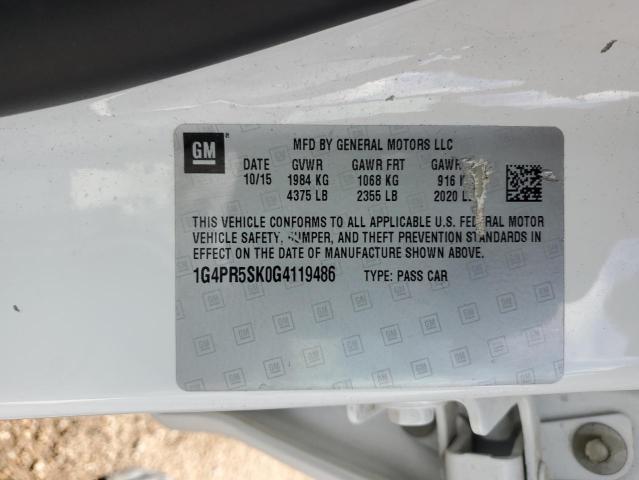 GM
MFD BY GENERAL MOTORS LLC
DATE GVWR GAWR FRT GAWR
10/15 1984 KG 1068 KG 916
4375 LB 2355 LB 2020
THIS VEHICLE CONFORMS TO ALL APPLICABLE U.S. FEDERAL MOTOR
VEHICLE SAFETY, BUMPER, AND THEFT PREVENTION STANDARDS IN
EFFECT ON THE DATE OF MANUFACTURE SHOWN ABOVE.
1G4PR5SK0G4119486 TYPE: PASS CAR